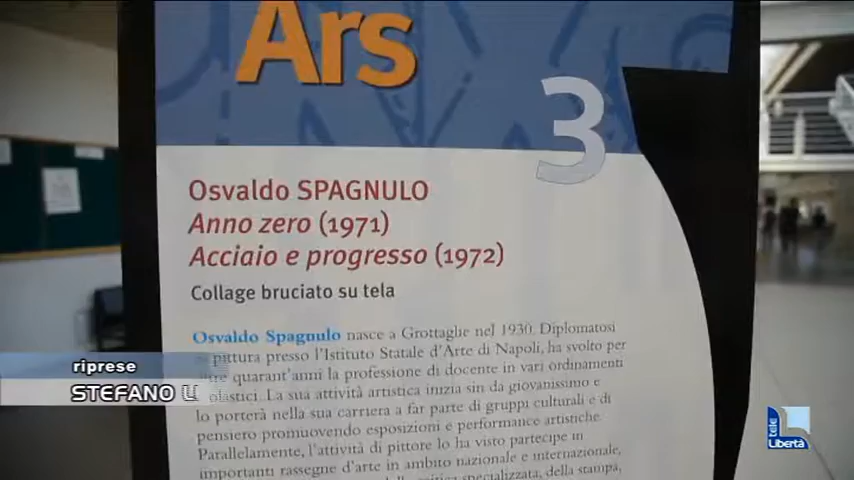 Ars
3
Osvaldo SPAGNULO
Anno zero (1971)
Acciaio e progresso (1972)
Collage bruciato su tela
Osvaldo Spagnulo nasce a Grottaglie nel 1930. Diplomatosi
pittura presso l'Istituto Statale d'Arte di Napoli, ha svolto per
quarant'anni la professione di docente in vari ordinamenti
La sua attività artistica inizia sin da giovanissimo e
lo porterà nella sua carriera a far parte di gruppi culturali e di
pensiero promuovendo esposizioni e performance artistiche.
Parallelamente, l'attività di pittore lo ha visto partecipe in
importanti rassegne d'arte in ambito nazionale e internazionale,
specializzata, della stampa,
riprese
STEFANO
tele
Libertà